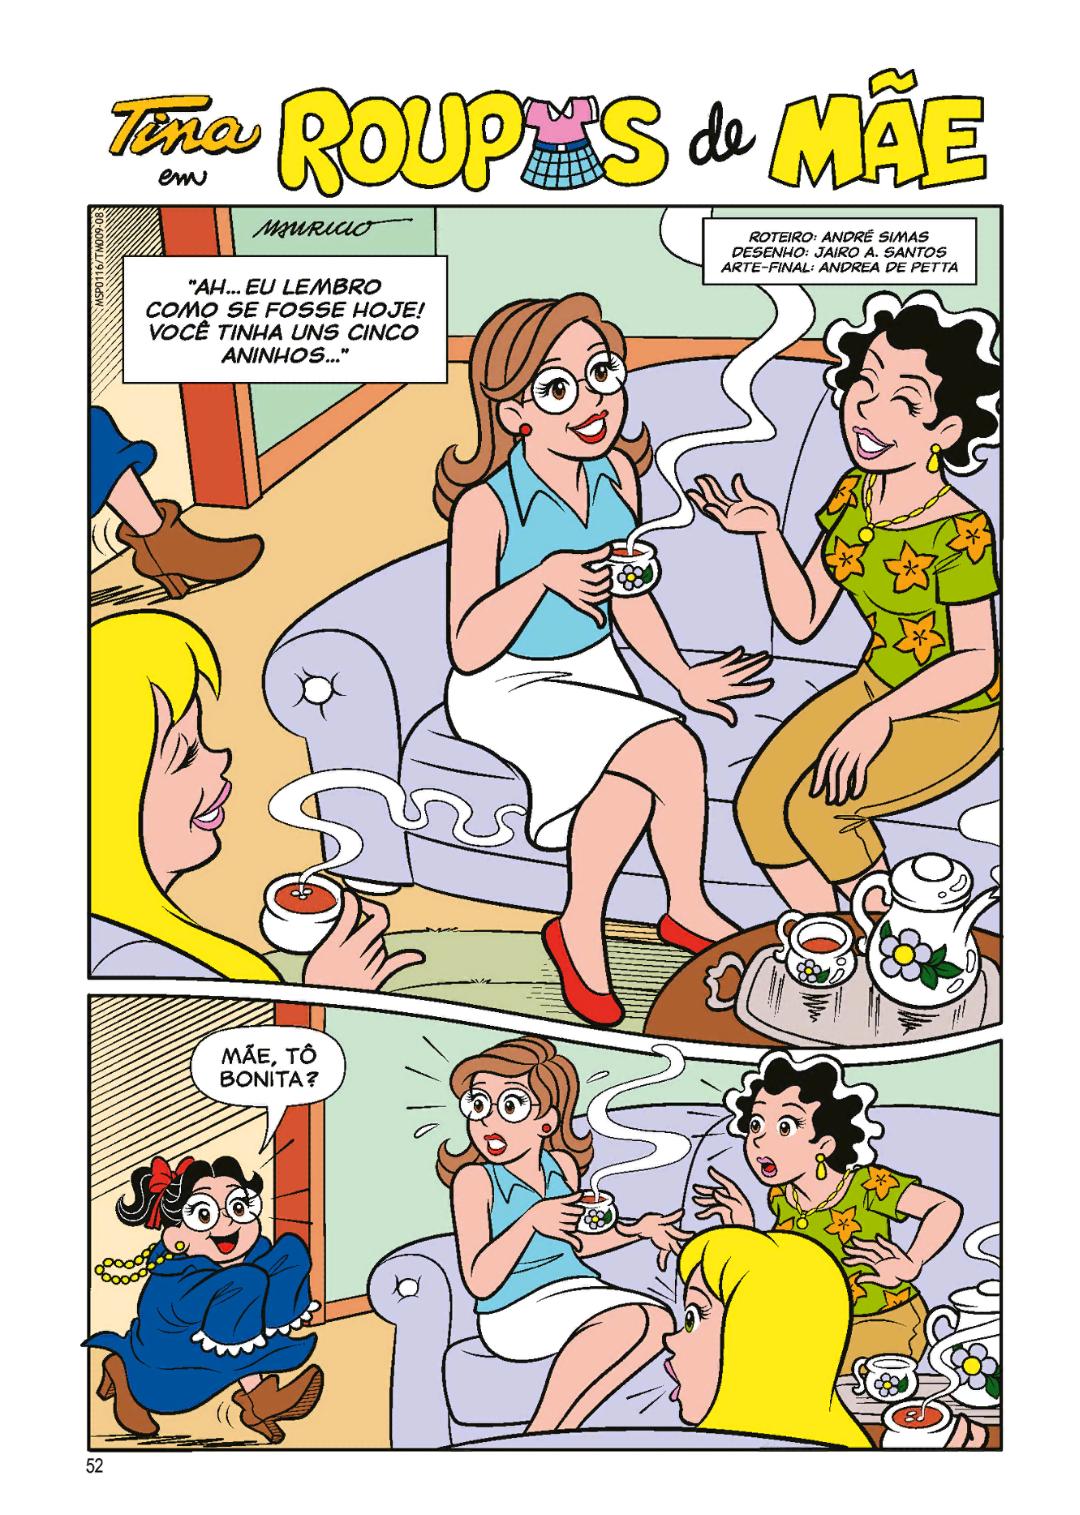 Tina
em
ROUPAS de MÃE
MSP0116/TM009-08
MAURICIO
ROTEIRO: ANDRÉ SIMAS
DESENHO: JAIRO A. SANTOS
ARTE-FINAL: ANDREA DE PETTA
"AH... EU LEMBRO
COMO SE FOSSE HOJE!
VOCÊ TINHA UNS CINCO
ANINHOS..."
MÃE, TÔ
BONITA?
52